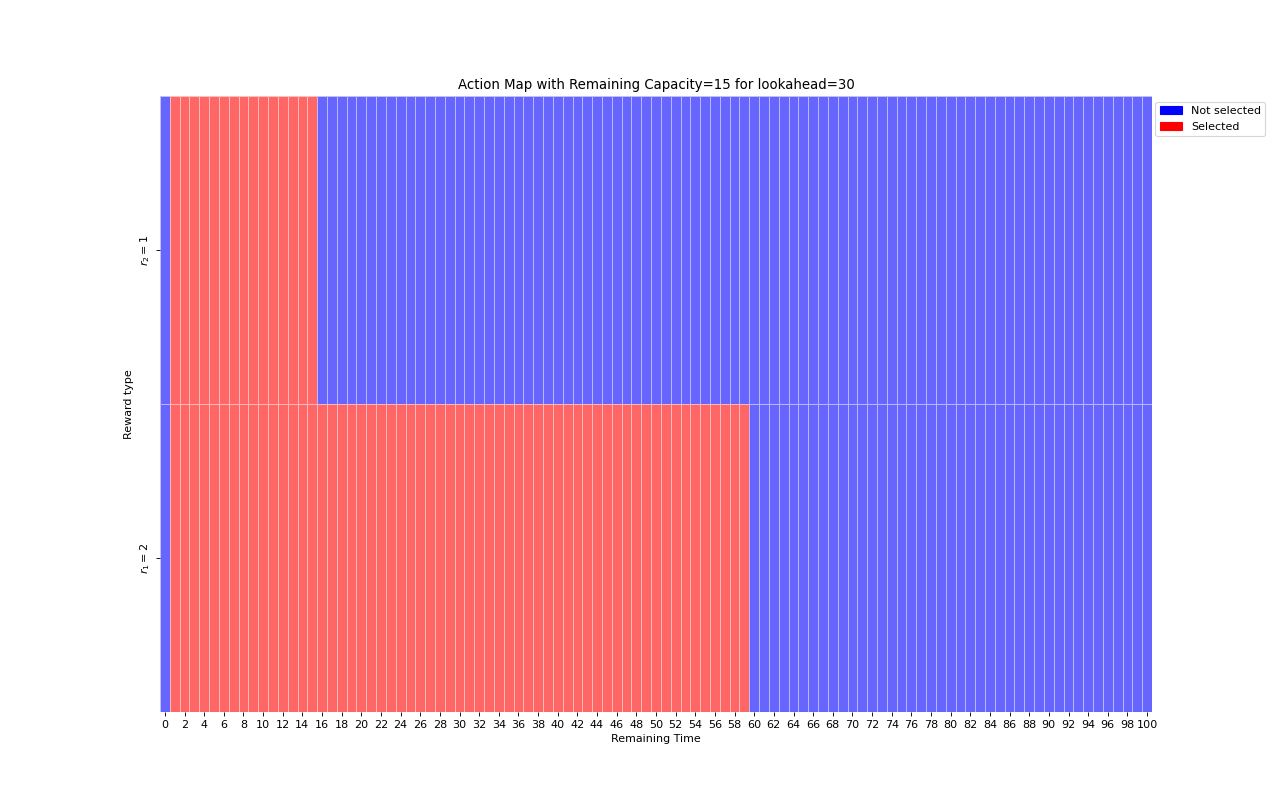 Action Map with Remaining Capacity=15 for lookahead=30
Not selected
Selected
r₂ = 1
Reward type
r₁ = 2
0 2 4 6 8 10 12 14 16 18 20 22 24 26 28 30 32 34 36 38 40 42 44 46 48 50 52 54 56 58 60 62 64 66 68 70 72 74 76 78 80 82 84 86 88 90 92 94 96 98 100
Remaining Time